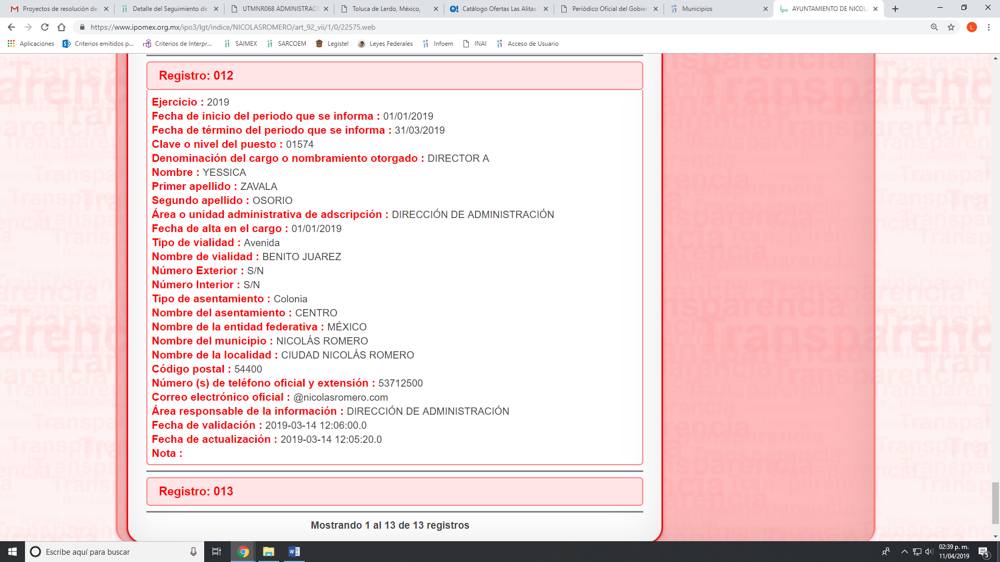 Proyectos de resolución de
Detalle del Seguimiento de
UTMNR068 ADMINISTRACI
Toluca de Lerdo, México,
Catálogo Ofertas Las Alitas
Periódico Oficial del Gobier
Municipios
AYUNTAMIENTO DE NICOL
https://www.ipomex.org.mx/ipo3/lgt/indice/NICOLASROMERO/art_92_vii/1/0/22575.web
L
Aplicaciones
Criterios emitidos p...
Criterios de Interpr...
SAIMEX
SARCOEM
Legistel
Leyes Federales
Infoem
INAI
Acceso de Usuario
Registro: 012
Ejercicio : 2019
Fecha de inicio del periodo que se informa : 01/01/2019
Fecha de término del periodo que se informa : 31/03/2019
Clave o nivel del puesto : 01574
Denominación del cargo o nombramiento otorgado : DIRECTOR A
Nombre : YESSICA
Primer apellido : ZAVALA
Segundo apellido : OSORIO
Área o unidad administrativa de adscripción : DIRECCIÓN DE ADMINISTRACIÓN
Fecha de alta en el cargo : 01/01/2019
Tipo de vialidad : Avenida
Nombre de vialidad : BENITO JUAREZ
Número Exterior : S/N
Número Interior : S/N
Tipo de asentamiento : Colonia
Nombre del asentamiento : CENTRO
Nombre de la entidad federativa : MÉXICO
Nombre del municipio : NICOLÁS ROMERO
Nombre de la localidad : CIUDAD NICOLÁS ROMERO
Código postal : 54400
Número (s) de teléfono oficial y extensión : 53712500
Correo electrónico oficial : @nicolasromero.com
Área responsable de la información : DIRECCIÓN DE ADMINISTRACIÓN
Fecha de validación : 2019-03-14 12:06:00.0
Fecha de actualización : 2019-03-14 12:05:20.0
Nota :
Registro: 013
Mostrando 1 al 13 de 13 registros
Escribe aquí para buscar
02:39 p. m.
11/04/2019
5